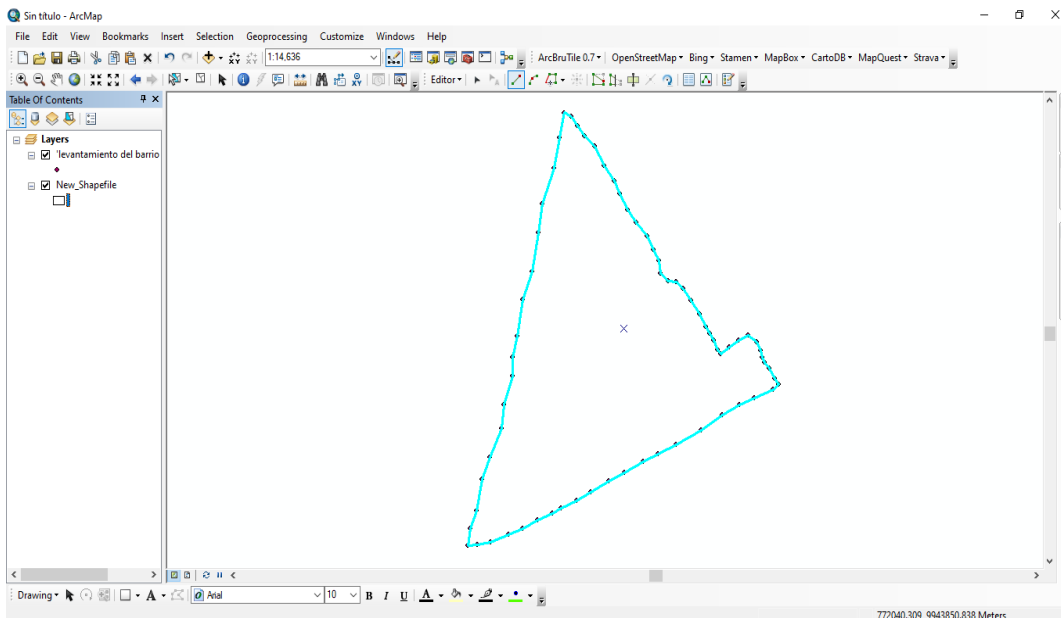 Sin título - ArcMap
File Edit View Bookmarks Insert Selection Geoprocessing Customize Windows Help
1:14,636
ArcBruTile 0.7 OpenStreetMap Bing Stamen MapBox CartoDB MapQuest Strava
Editor
Table Of Contents
Layers
'levantamiento del barrio
New_Shapefile
Drawing A Arial 10 B I U A
772040,309 9943850,838 Meters